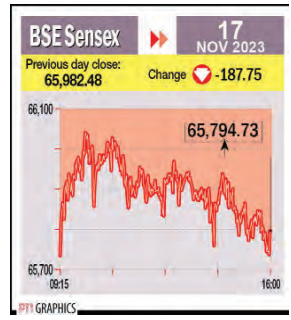 BSE Sensex
17
NOV 2023
Previous day close:
65,982.48
Change
-187.75
66,100
65,794.73
65,700
09:15
16:00
PTI GRAPHICS